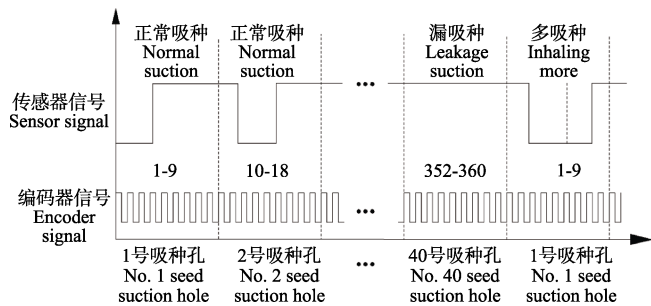 正常吸种
Normal
suction
正常吸种
Normal
suction
漏吸种
Leakage
suction
多吸种
Inhaling
more
•••
传感器信号
Sensor signal
1-9
10-18
352-360
1-9
编码器信号
Encoder
signal
•••
1号吸种孔
No. 1 seed
suction hole
2号吸种孔
No. 2 seed
suction hole
•••
40号吸种孔
No. 40 seed
suction hole
1号吸种孔
No. 1 seed
suction hole